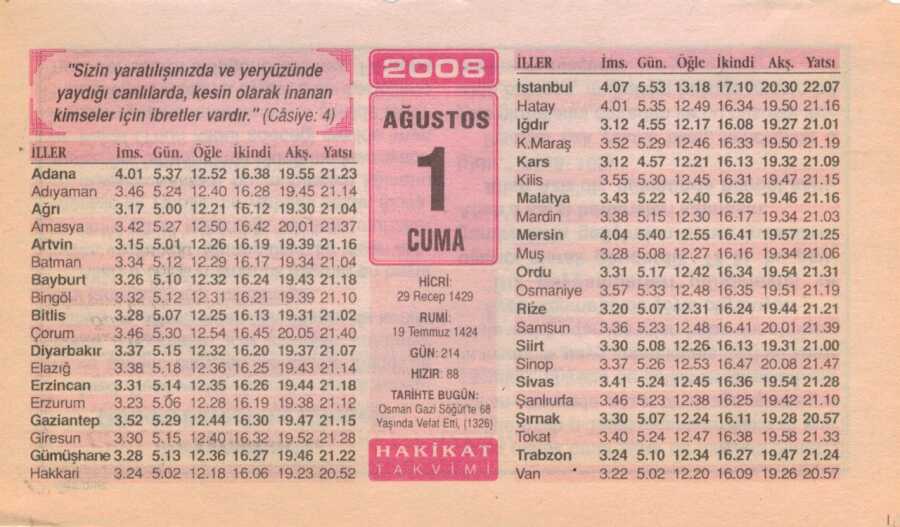 "Sizin yaratılışınızda ve yeryüzünde
yaydığı canlılarda, kesin olarak inanan
kimseler için ibretler vardır." (Câsiye: 4)
İLLER İms. Gün. Öğle İkindi Akş. Yatsı
Adana 4.01 5.37 12.52 16.38 19.55 21.23
Adıyaman 3.46 5.24 12.40 16.28 19.45 21.14
Ağrı 3.17 5.00 12.21 16.12 19.30 21.04
Amasya 3.42 5.27 12.50 16.42 20.01 21.37
Artvin 3.15 5.01 12.26 16.19 19.39 21.16
Batman 3.34 5.12 12.29 16.17 19.34 21.04
Bayburt 3.26 5.10 12.32 16.24 19.43 21.18
Bingöl 3.32 5.12 12.31 16.21 19.39 21.10
Bitlis 3.28 5.07 12.25 16.13 19.31 21.02
Çorum 3.46 5.30 12.54 16.45 20.05 21.40
Diyarbakır 3.37 5.15 12.32 16.20 19.37 21.07
Elazığ 3.38 5.18 12.36 16.25 19.43 21.14
Erzincan 3.31 5.14 12.35 16.26 19.44 21.18
Erzurum 3.23 5.06 12.28 16.19 19.38 21.12
Gaziantep 3.52 5.29 12.44 16.30 19.47 21.15
Giresun 3.30 5.15 12.40 16.32 19.52 21.28
Gümüşhane 3.28 5.13 12.36 16.27 19.46 21.22
Hakkari 3.24 5.02 12.18 16.06 19.23 20.52
2008
AĞUSTOS
1
CUMA
HİCRİ:
29 Recep 1429
RUMİ:
19 Temmuz 1424
GÜN: 214
HIZIR: 88
TARİHTE BUGÜN:
Osman Gazi Söğüt'te 68
Yaşında Vefat Etti, (1326)
HAKİKAT
TAKVİMİ
İLLER İms. Gün. Öğle İkindi Akş. Yatsı
İstanbul 4.07 5.53 13.18 17.10 20.30 22.07
Hatay 4.01 5.35 12.49 16.34 19.50 21.16
Iğdır 3.12 4.55 12.17 16.08 19.27 21.01
K.Maraş 3.52 5.29 12.46 16.33 19.50 21.19
Kars 3.12 4.57 12.21 16.13 19.32 21.09
Kilis 3.55 5.30 12.45 16.31 19.47 21.15
Malatya 3.43 5.22 12.40 16.28 19.46 21.16
Mardin 3.38 5.15 12.30 16.17 19.34 21.03
Mersin 4.04 5.40 12.55 16.41 19.57 21.25
Muş 3.28 5.08 12.27 16.16 19.34 21.06
Ordu 3.31 5.17 12.42 16.34 19.54 21.31
Osmaniye 3.57 5.33 12.48 16.35 19.51 21.19
Rize 3.20 5.07 12.31 16.24 19.44 21.21
Samsun 3.36 5.23 12.48 16.41 20.01 21.39
Siirt 3.30 5.08 12.26 16.13 19.31 21.00
Sinop 3.37 5.26 12.53 16.47 20.08 21.47
Sivas 3.41 5.24 12.45 16.36 19.54 21.28
Şanlıurfa 3.46 5.23 12.38 16.25 19.42 21.10
Şırnak 3.30 5.07 12.24 16.11 19.28 20.57
Tokat 3.40 5.24 12.47 16.38 19.58 21.33
Trabzon 3.24 5.10 12.34 16.27 19.47 21.24
Van 3.22 5.02 12.20 16.09 19.26 20.57